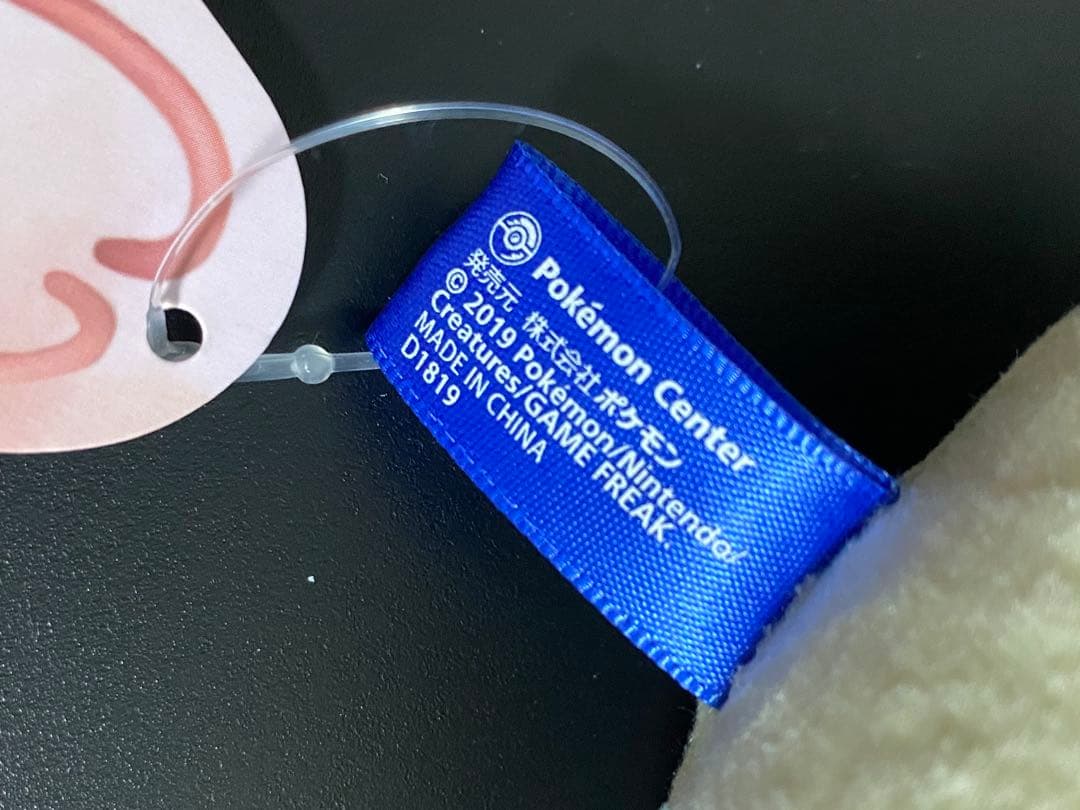 Pokémon Center
発売元 株式会社ポケモン
© 2019 Pokémon/Nintendo/
Creatures/GAME FREAK.
MADE IN CHINA
D1819